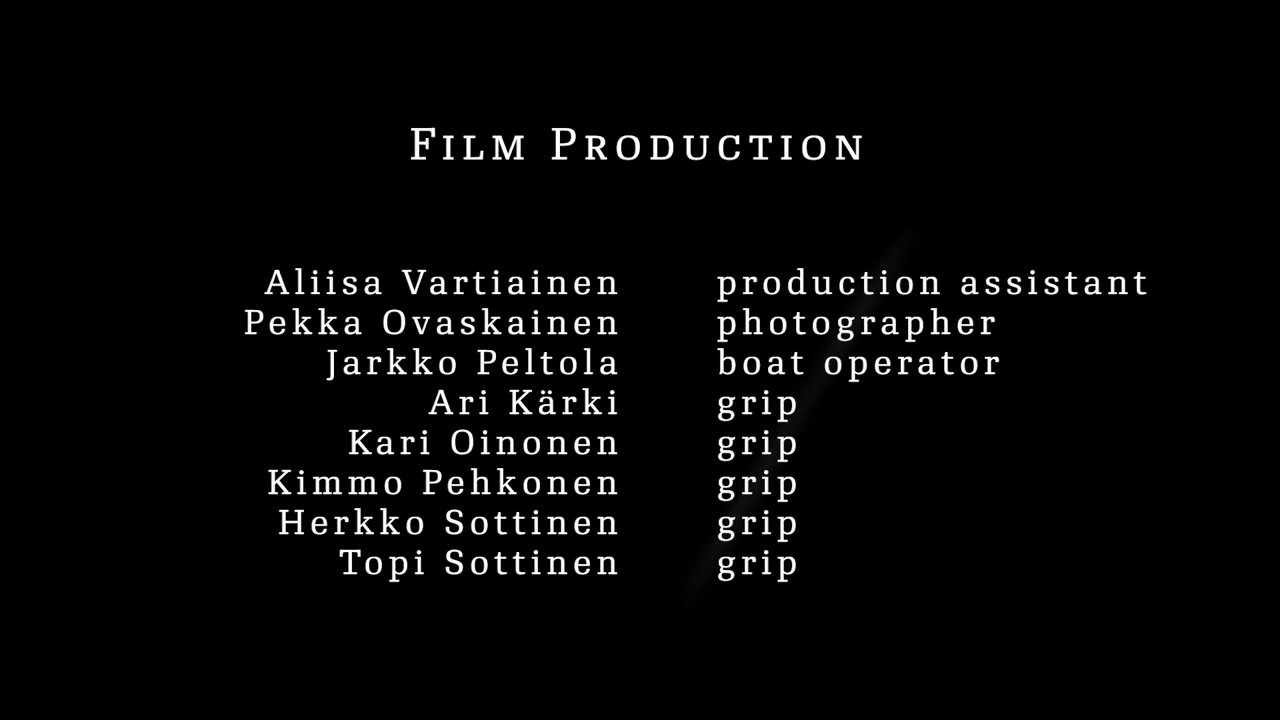 Film Production
Aliisa Vartiainen production assistant
Pekka Ovaskainen photographer
Jarkko Peltola boat operator
Ari Kärki grip
Kari Oinonen grip
Kimmo Pehkonen grip
Herkko Sottinen grip
Topi Sottinen grip